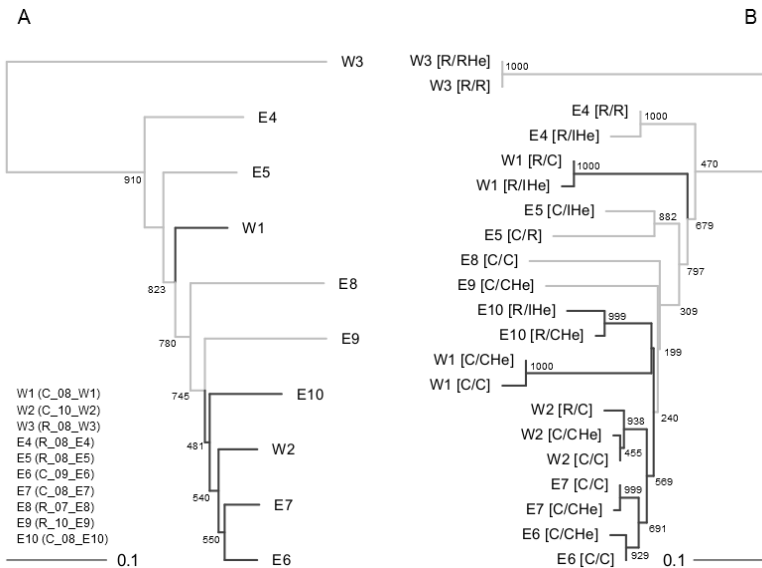 A
W3
E4
910
E5
W1
823
E8
780
E9
745
E10
481
W2
540
E7
550
E6
W1 (C_08_W1)
W2 (C_10_W2)
W3 (R_08_W3)
E4 (R_08_E4)
E5 (R_08_E5)
E6 (C_09_E6)
E7 (C_08_E7)
E8 (R_07_E8)
E9 (R_10_E9)
E10 (C_08_E10)
0.1
B
W3 [R/RHe]
1000
W3 [R/R]
E4 [R/R]
1000
E4 [R/IHe]
W1 [R/C]
1000
470
W1 [R/IHe]
E5 [C/IHe]
882
679
E5 [C/R]
E8 [C/C]
797
E9 [C/CHe]
E10 [R/IHe]
999
309
E10 [R/CHe]
199
W1 [C/CHe]
1000
W1 [C/C]
W2 [R/C]
938
240
W2 [C/CHe]
455
W2 [C/C]
569
E7 [C/C]
999
E7 [C/CHe]
691
E6 [C/CHe]
929
E6 [C/C]
0.1